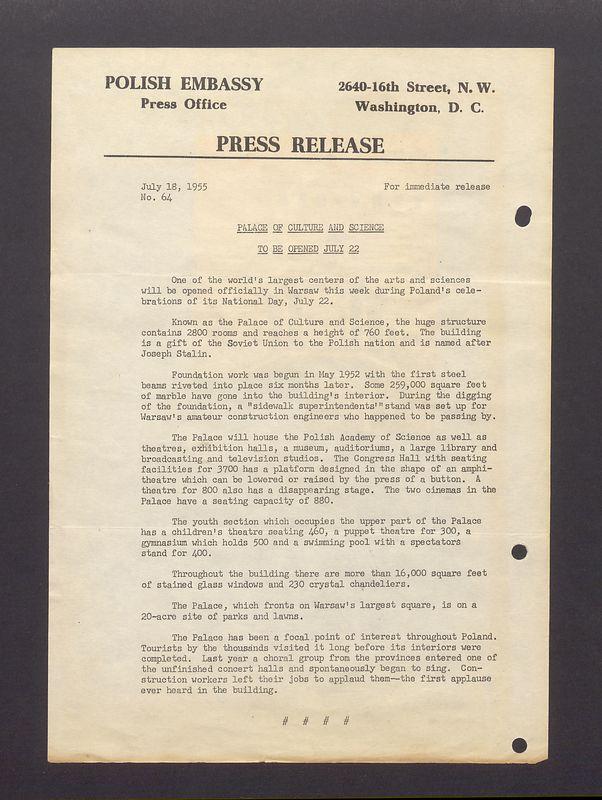 POLISH EMBASSY
Press Office
2640-16th Street, N. W.
Washington, D. C.
PRESS RELEASE
July 18, 1955 For immediate release
No. 64
PALACE OF CULTURE AND SCIENCE
TO BE OPENED JULY 22
One of the world's largest centers of the arts and sciences
will be opened officially in Warsaw this week during Poland's cele-
brations of its National Day, July 22.
Known as the Palace of Culture and Science, the huge structure
contains 2800 rooms and reaches a height of 760 feet. The building
is a gift of the Soviet Union to the Polish nation and is named after
Joseph Stalin.
Foundation work was begun in May 1952 with the first steel
beams riveted into place six months later. Some 259,000 square feet
of marble have gone into the building's interior. During the digging
of the foundation, a "sidewalk superintendents'" stand was set up for
Warsaw's amateur construction engineers who happened to be passing by.
The Palace will house the Polish Academy of Science as well as
theatres, exhibition halls, a museum, auditoriums, a large library and
broadcasting and television studios. The Congress Hall with seating
facilities for 3700 has a platform designed in the shape of an amphi-
theatre which can be lowered or raised by the press of a button. A
theatre for 800 also has a disappearing stage. The two cinemas in the
Palace have a seating capacity of 880.
The youth section which occupies the upper part of the Palace
has a children's theatre seating 460, a puppet theatre for 300, a
gymnasium which holds 500 and a swimming pool with a spectators
stand for 400.
Throughout the building there are more than 16,000 square feet
of stained glass windows and 230 crystal chandeliers.
The Palace, which fronts on Warsaw's largest square, is on a
20-acre site of parks and lawns.
The Palace has been a focal point of interest throughout Poland.
Tourists by the thousands visited it long before its interiors were
completed. Last year a choral group from the provinces entered one of
the unfinished concert halls and spontaneously began to sing. Con-
struction workers left their jobs to applaud them--the first applause
ever heard in the building.
# # # #